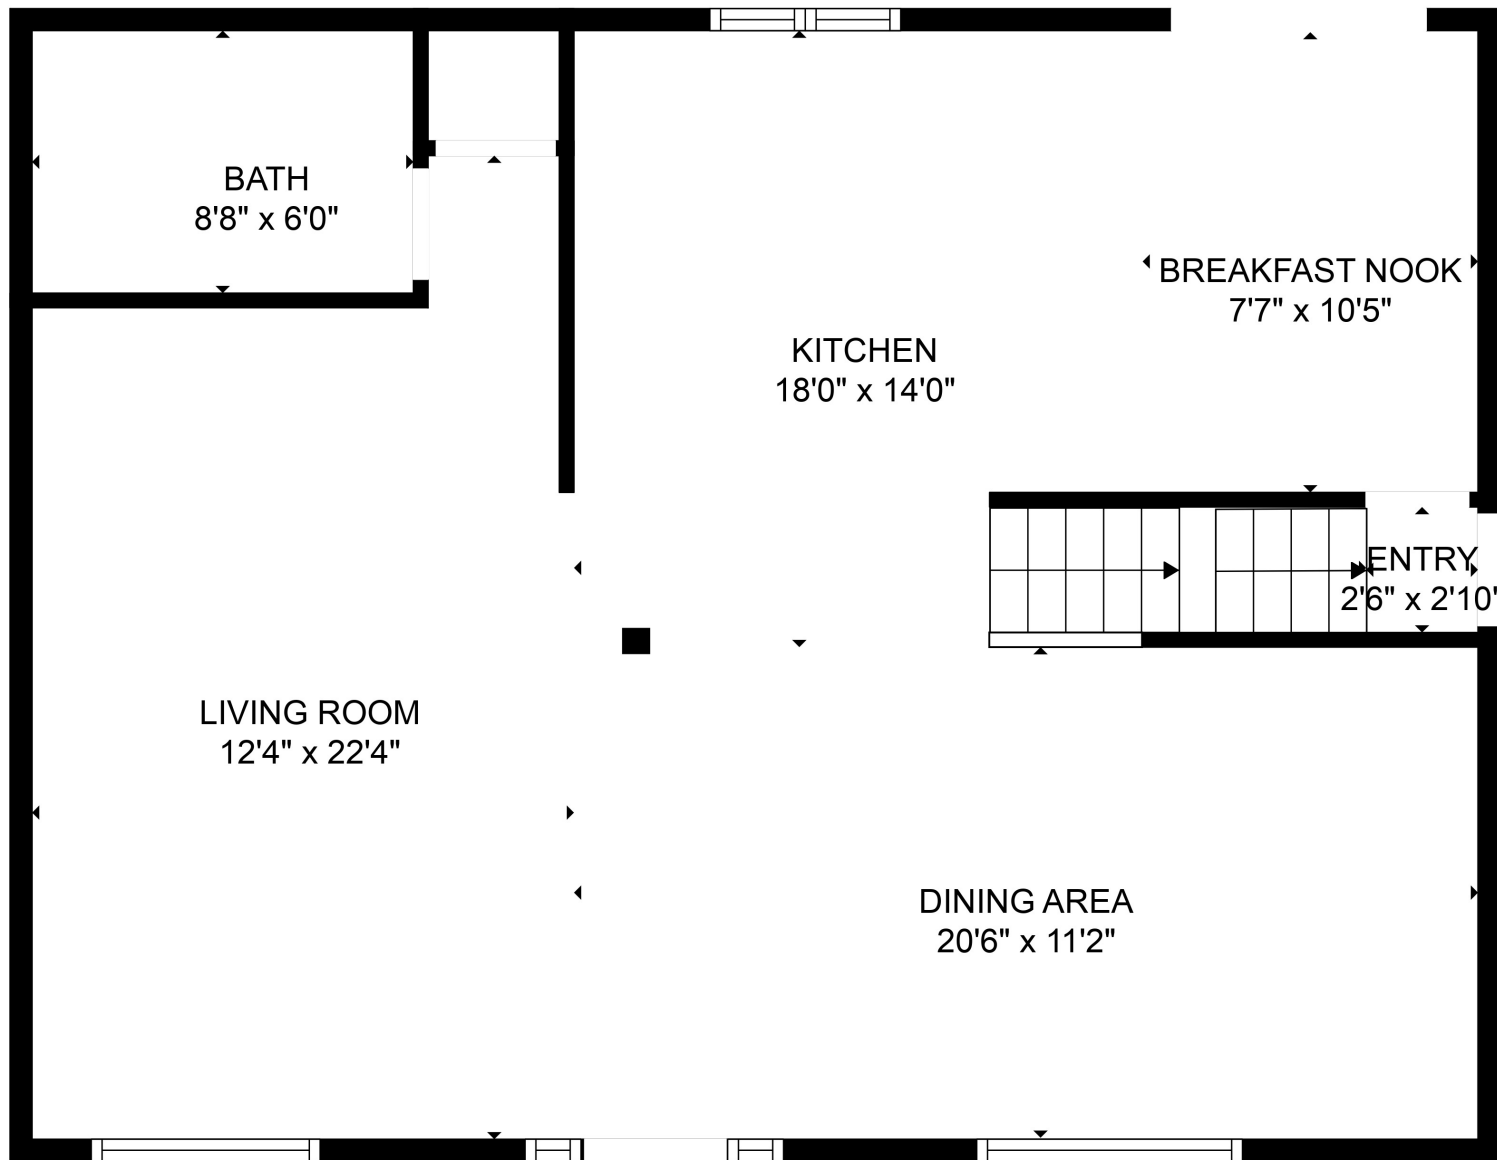 BATH
8'8" x 6'0"
BREAKFAST NOOK
7'7" x 10'5"
KITCHEN
18'0" x 14'0"
ENTRY
2'6" x 2'10"
LIVING ROOM
12'4" x 22'4"
DINING AREA
20'6" x 11'2"